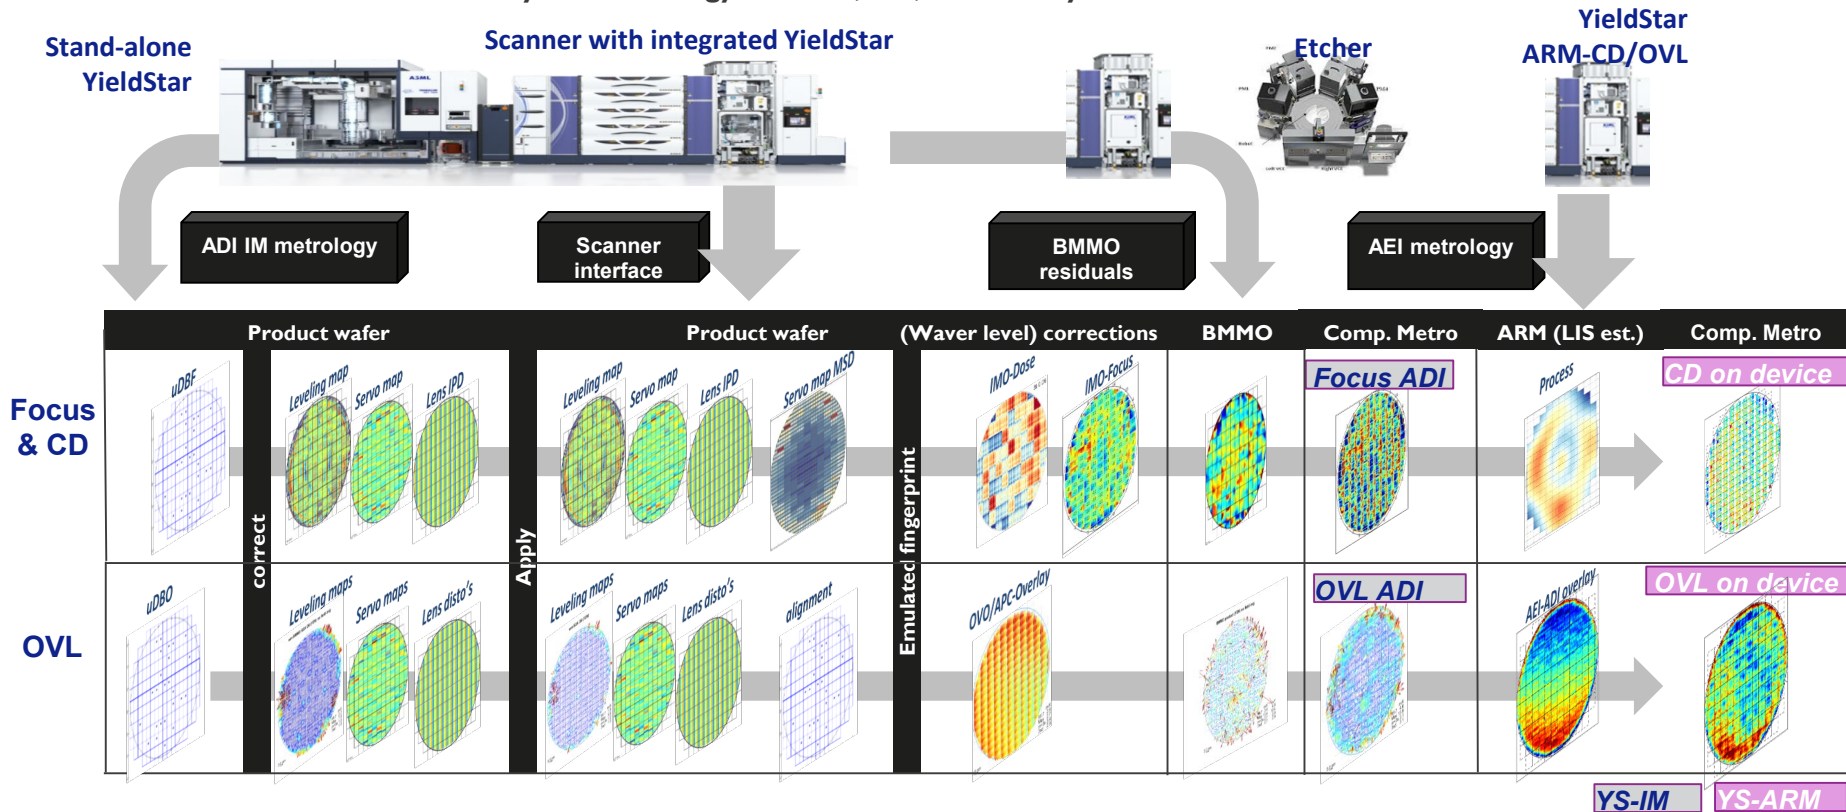 Stand-alone
YieldStar
Scanner with integrated YieldStar
Etcher
YieldStar
ARM-CD/OVL
ASML
ADI IM metrology
Scanner
interface
BMMO
residuals
AEI metrology
Product wafer
Product wafer
(Waver level) corrections
BMMO
Comp. Metro
ARM (LIS est.)
Comp. Metro
Focus
& CD
uDBF
correct
Leveling map
Servo map
Lens IPD
Apply
Leveling map
Servo map
Lens IPD
Servo map MSD
Emulated fingerprint
IMO-Dose
IMO-Focus
Focus ADI
Process
CD on device
OVL
uDBO
Leveling maps
Servo maps
Lens disto's
Leveling maps
Servo maps
Lens disto's
alignment
OVO/APC-Overlay
OVL ADI
AEI-ADI overlay
OVL on device
YS-IM
YS-ARM